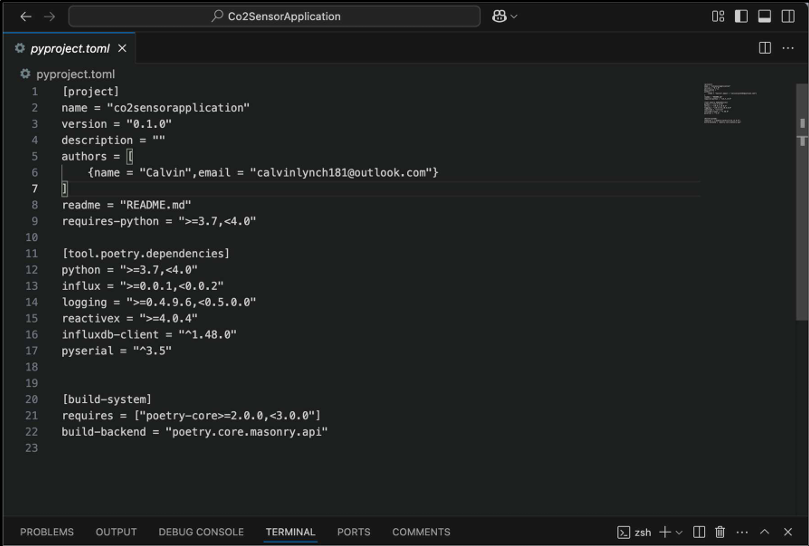 Co2SensorApplication
pyproject.toml
pyproject.toml
1 [project]
2 name = "co2sensorapplication"
3 version = "0.1.0"
4 description = ""
5 authors = [
6 {name = "Calvin",email = "calvinlynch181@outlook.com"}
7 ]
8 readme = "README.md"
9 requires-python = ">=3.7,<4.0"
10
11 [tool.poetry.dependencies]
12 python = ">=3.7,<4.0"
13 influx = ">=0.0.1,<0.0.2"
14 logging = ">=0.4.9.6,<0.5.0.0"
15 reactivex = ">=4.0.4"
16 influxdb-client = "^1.48.0"
17 pyserial = "^3.5"
18
19
20 [build-system]
21 requires = ["poetry-core>=2.0.0,<3.0.0"]
22 build-backend = "poetry.core.masonry.api"
23
PROBLEMS OUTPUT DEBUG CONSOLE TERMINAL PORTS COMMENTS zsh